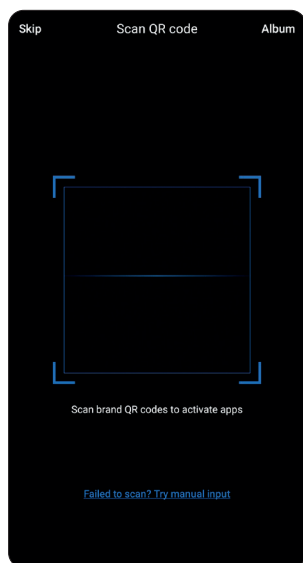 Skip
Scan QR code
Album
Scan brand QR codes to activate apps
Failed to scan? Try manual input